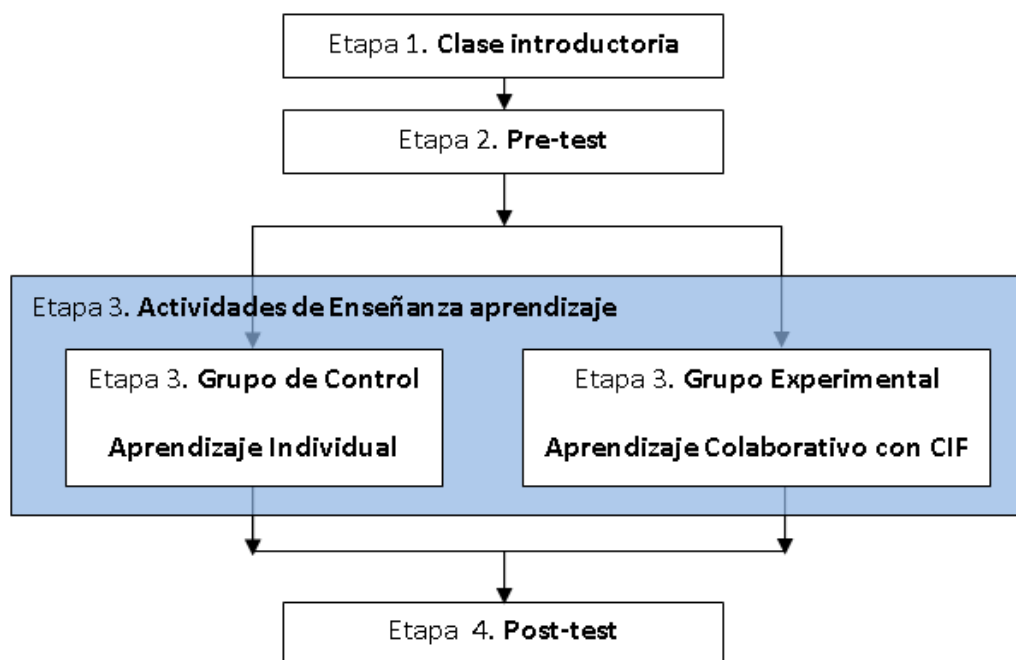 Etapa 1. Clase introductoria
Etapa 2. Pre-test
Etapa 3. Actividades de Enseñanza aprendizaje
Etapa 3. Grupo de Control
Aprendizaje Individual
Etapa 3. Grupo Experimental
Aprendizaje Colaborativo con CIF
Etapa 4. Post-test